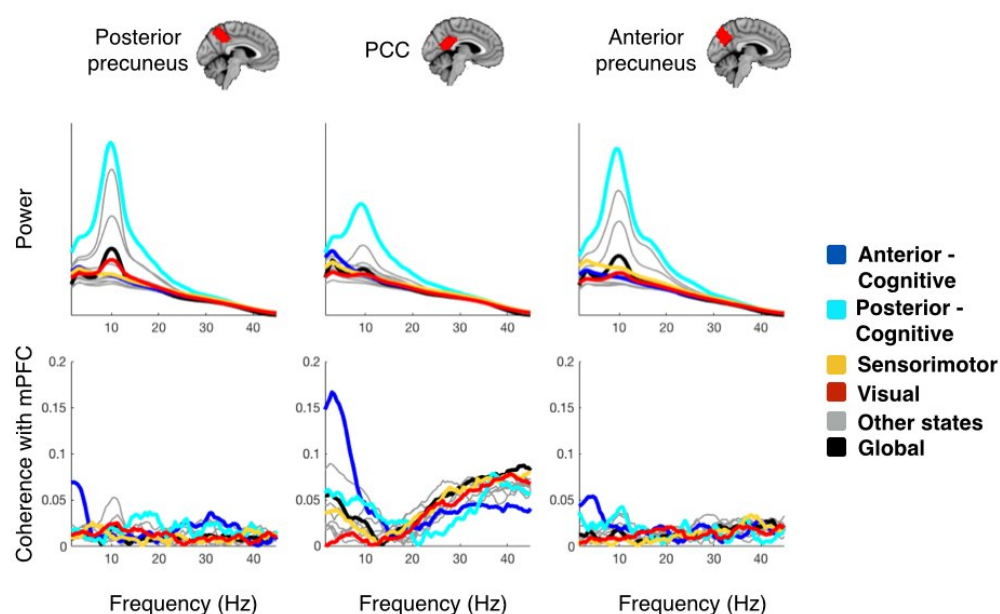 Posterior
precuneus
PCC
Anterior
precuneus
Power
10 20 30 40
10 20 30 40
10 20 30 40
Coherence with mPFC
0.2
0.15
0.1
0.05
0
10 20 30 40
0.2
0.15
0.1
0.05
0
10 20 30 40
0.2
0.15
0.1
0.05
0
10 20 30 40
Frequency (Hz)
Frequency (Hz)
Frequency (Hz)
Anterior -
Cognitive
Posterior -
Cognitive
Sensorimotor
Visual
Other states
Global